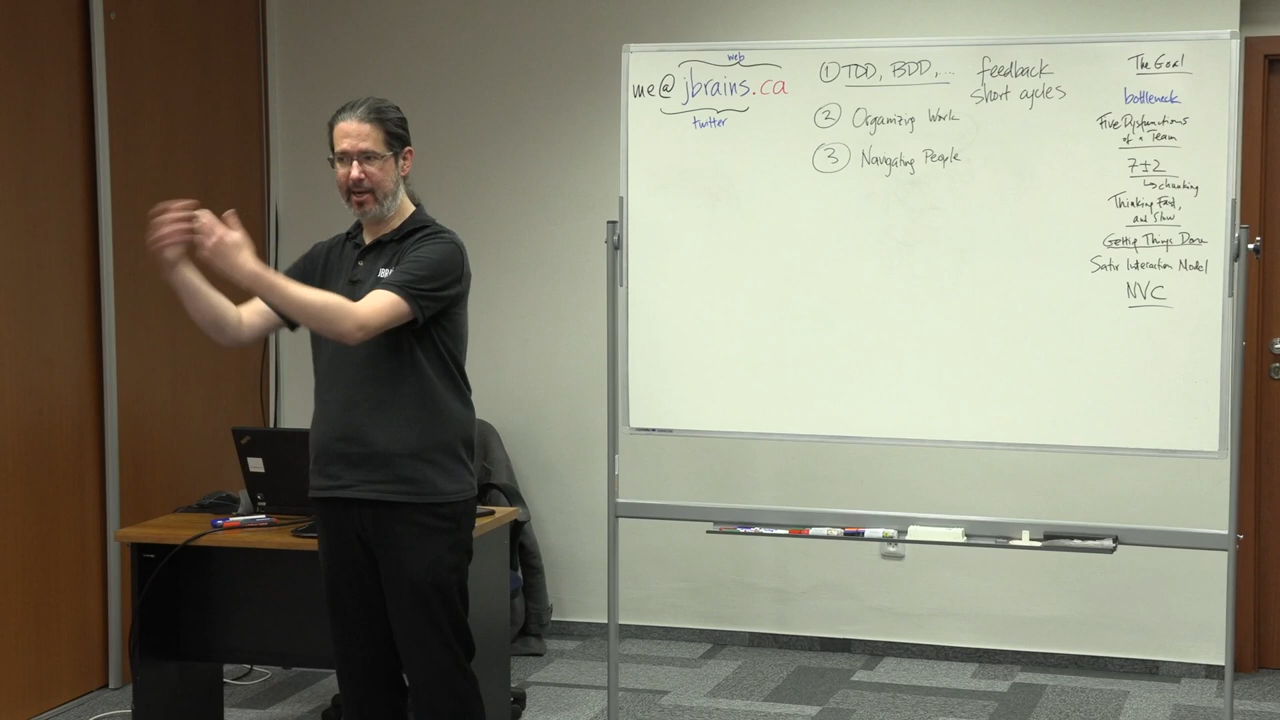 web
me@jbrains.ca
twitter
① TDD, BDD,...
② Organizing Work
③ Navigating People
feedback
short cycles
The Goal
bottleneck
Five Dysfunctions
of a Team
7±2
↳ chunking
Thinking Fast,
and Slow
Getting Things Done
Satir Interaction Model
NVC
JBRA